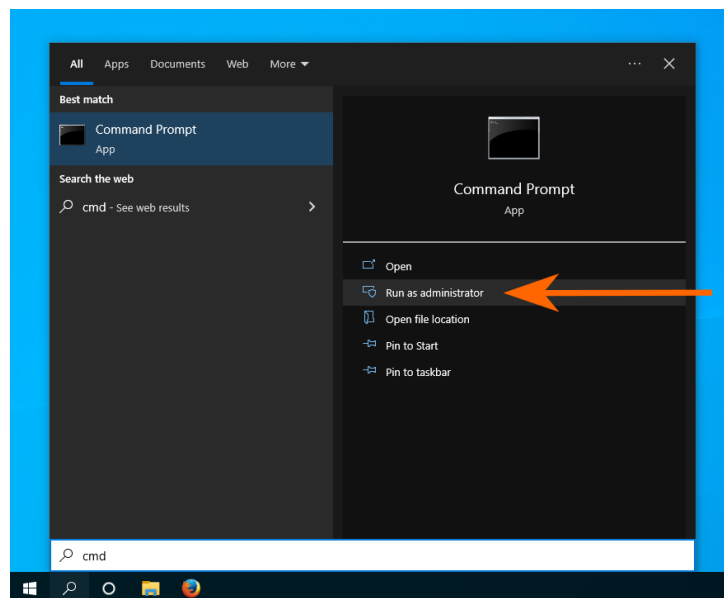 All Apps Documents Web More
Best match
Command Prompt
App
Search the web
cmd - See web results
Command Prompt
App
Open
Run as administrator
Open file location
Pin to Start
Pin to taskbar
cmd